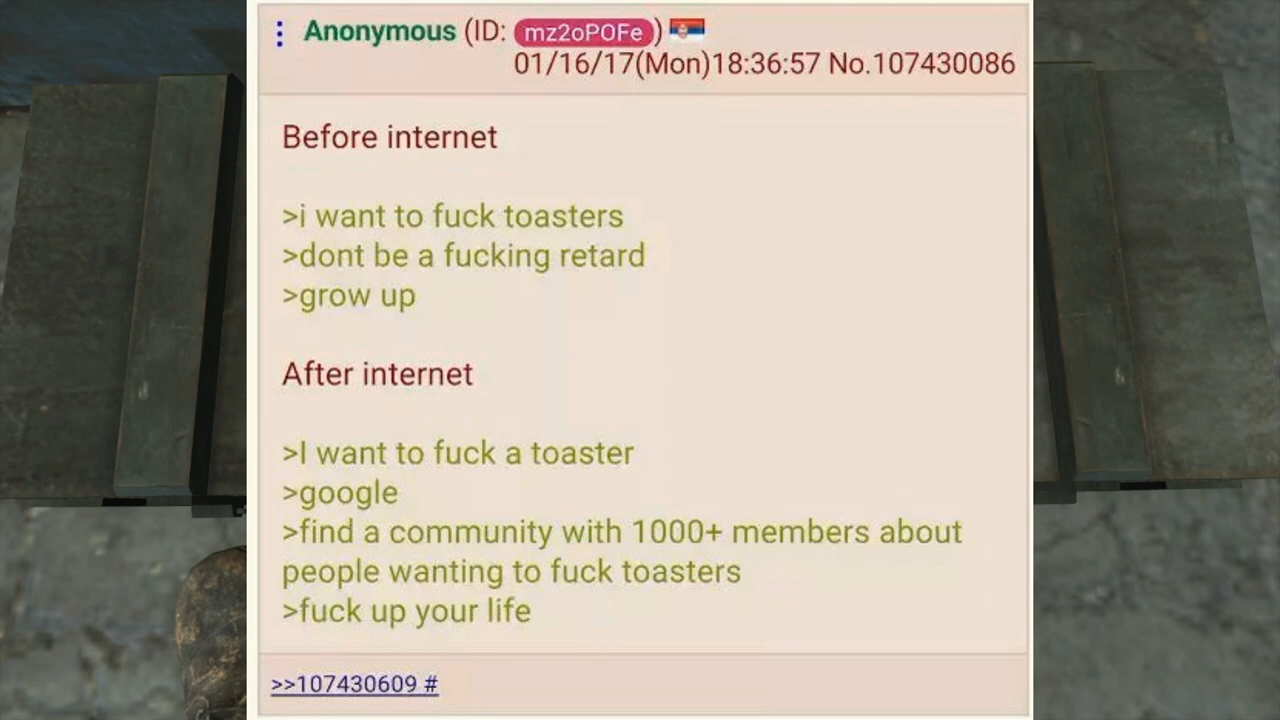 Anonymous (ID: mz2oPOFe)
01/16/17(Mon)18:36:57 No.107430086
Before internet
>i want to fuck toasters
>dont be a fucking retard
>grow up
After internet
>I want to fuck a toaster
>google
>find a community with 1000+ members about
people wanting to fuck toasters
>fuck up your life
>>107430609 #